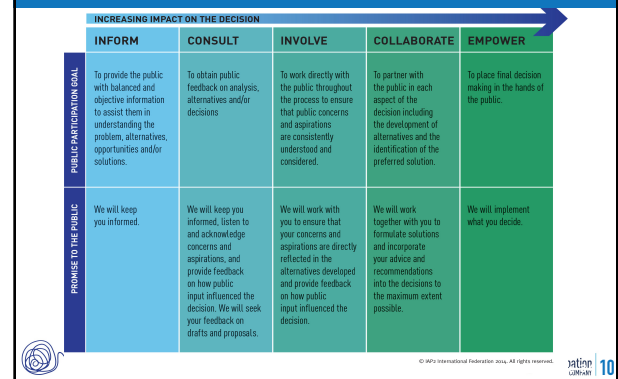 INCREASING IMPACT ON THE DECISION
INFORM
CONSULT
INVOLVE
COLLABORATE
EMPOWER
PUBLIC PARTICIPATION GOAL
To provide the public
with balanced and
objective information
to assist them in
understanding the
problem, alternatives,
opportunities and/or
solutions.
To obtain public
feedback on analysis,
alternatives and/or
decisions
To work directly with
the public throughout
the process to ensure
that public concerns
and aspirations
are consistently
understood and
considered.
To partner with
the public in each
aspect of the
decision including
the development of
alternatives and the
identification of the
preferred solution.
To place final decision
making in the hands of
the public.
PROMISE TO THE PUBLIC
We will keep
you informed.
We will keep you
informed, listen to
and acknowledge
concerns and
aspirations, and
provide feedback
on how public
input influenced the
decision. We will seek
your feedback on
drafts and proposals.
We will work with
you to ensure that
your concerns and
aspirations are directly
reflected in the
alternatives developed
and provide feedback
on how public
input influenced the
decision.
We will work
together with you to
formulate solutions
and incorporate
your advice and
recommendations
into the decisions to
the maximum extent
possible.
We will implement
what you decide.
© IAP2 International Federation 2014. All rights reserved.
10